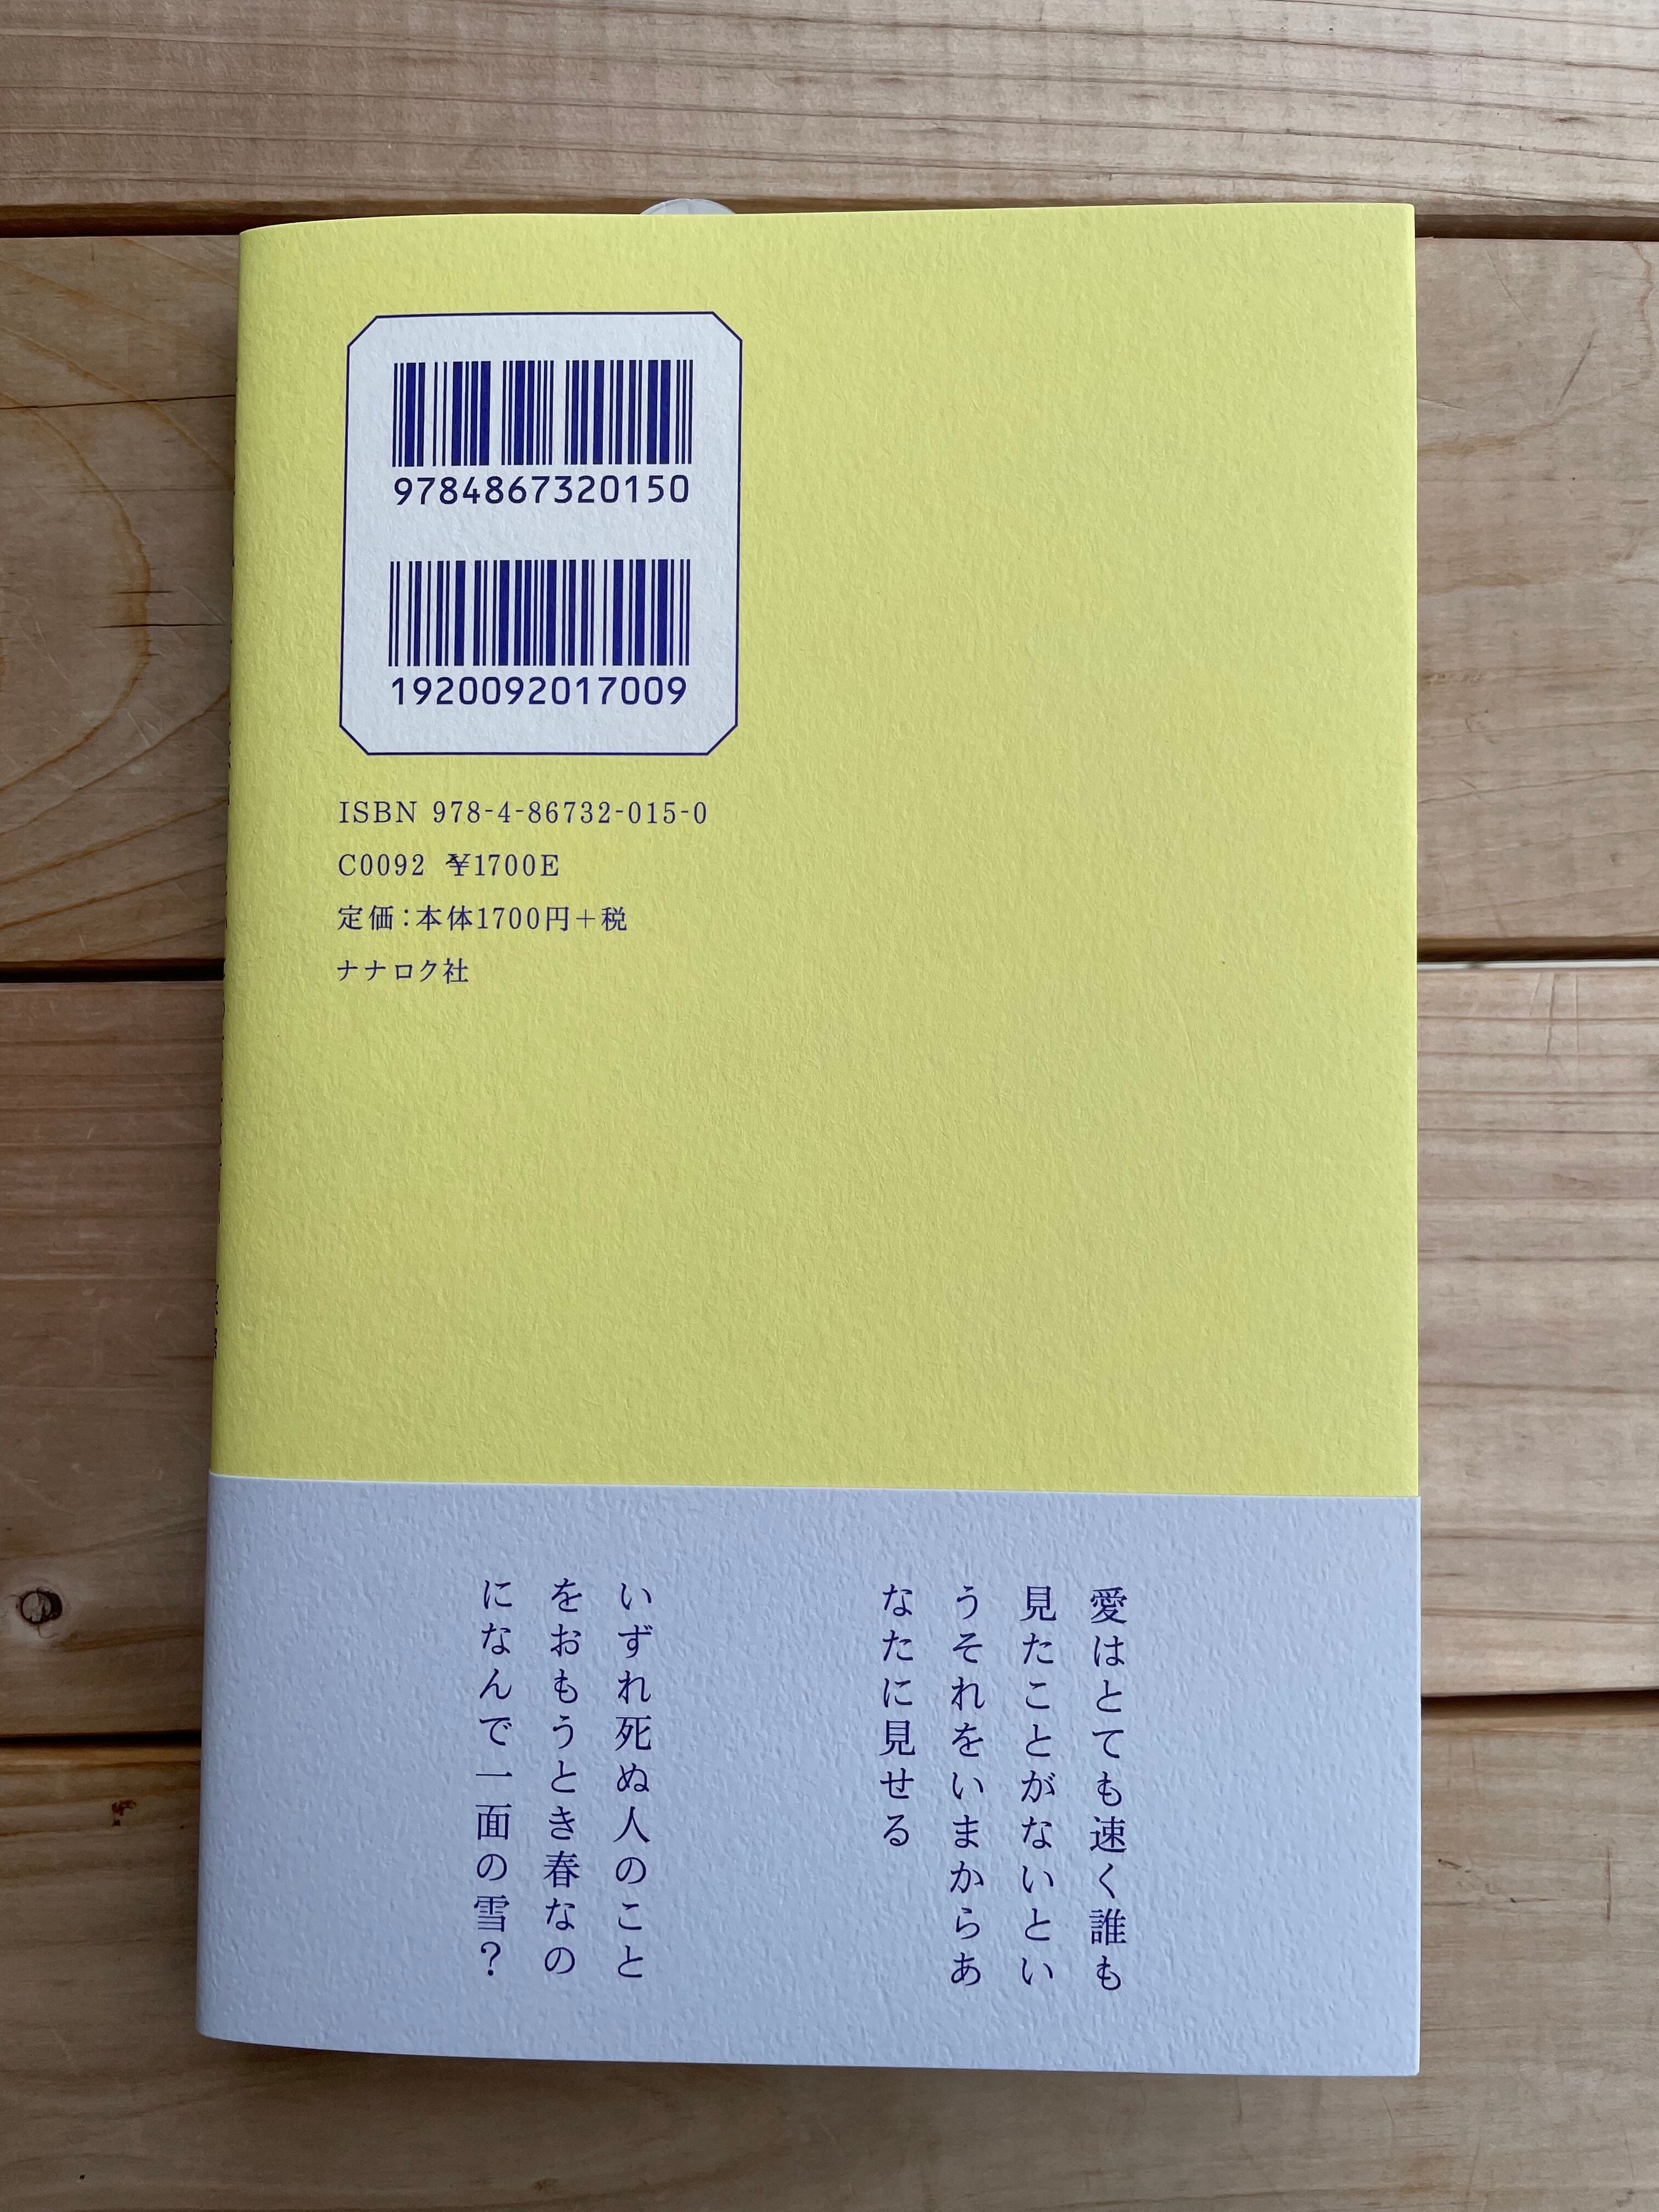 9784867320150
1920092017009
ISBN 978-4-86732-015-0
C0092 ¥1700E
定価：本体1700円＋税
ナナロク社
愛はとても速く誰も
見たことがないとい
うそれをいまからあ
なたに見せる
いずれ死ぬ人のこと
をおもうとき春なの
になんで一面の雪？